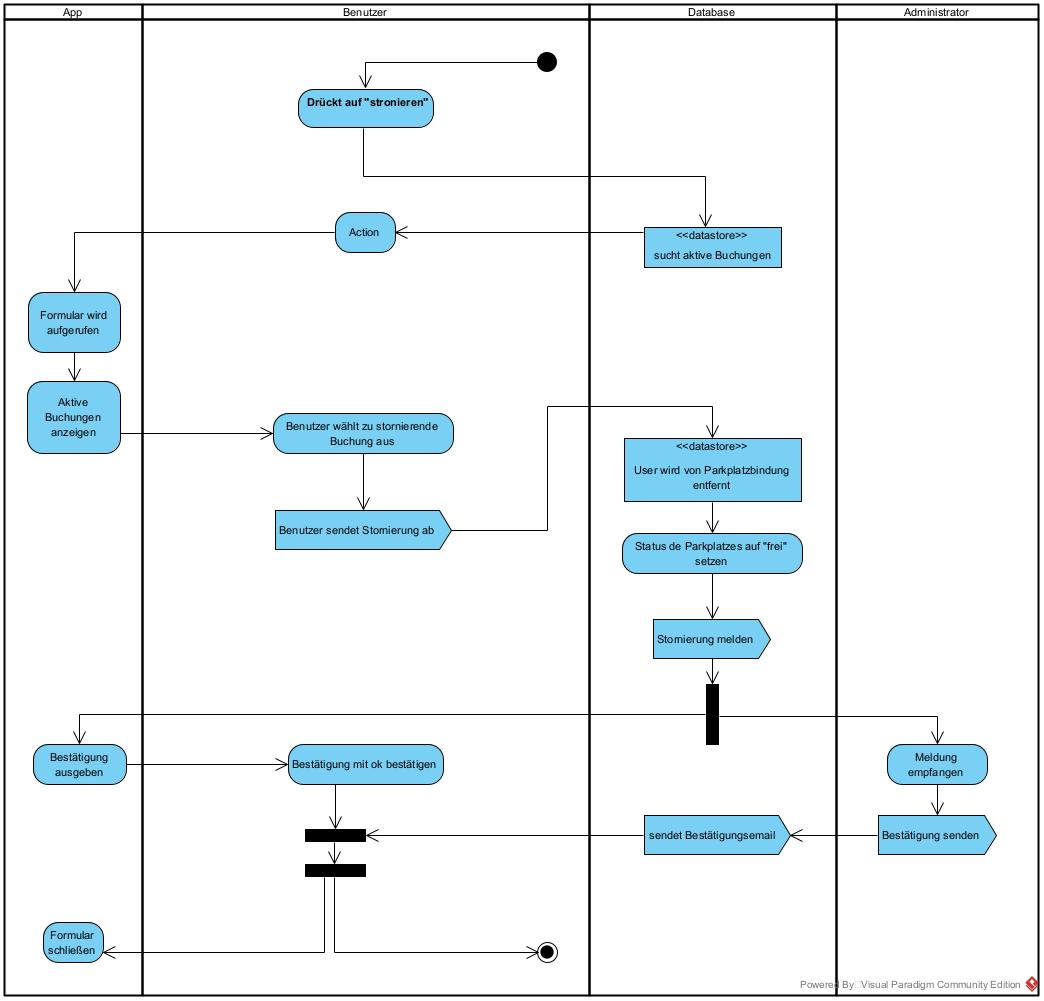 App
Benutzer
Database
Administrator
Drückt auf "stronieren"
Action
<<datastore>>
sucht aktive Buchungen
Formular wird
aufgerufen
Aktive
Buchungen
anzeigen
Benutzer wählt zu stornierende
Buchung aus
<<datastore>>
User wird von Parkplatzbindung
entfernt
Benutzer sendet Stornierung ab
Status de Parkplatzes auf "frei"
setzen
Stornierung melden
Bestätigung
ausgeben
Bestätigung mit ok bestätigen
Meldung
empfangen
sendet Bestätigungsemail
Bestätigung senden
Formular
schließen
Powered By Visual Paradigm Community Edition